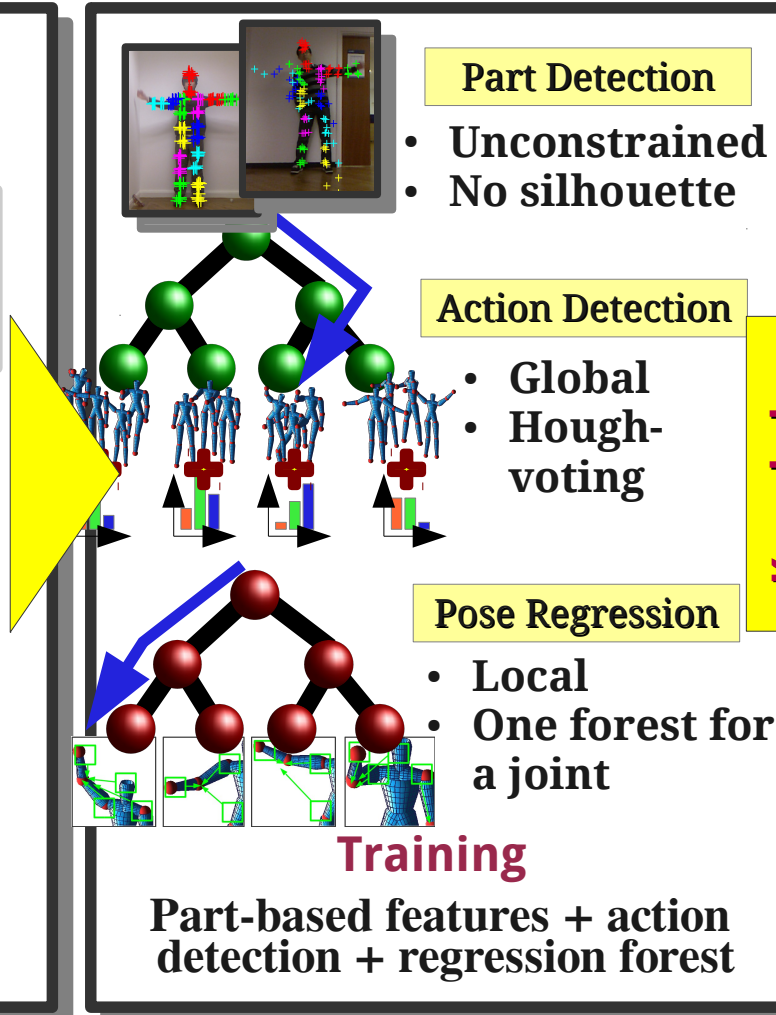 Part Detection
• Unconstrained
• No silhouette
Action Detection
• Global
• Hough-
voting
Pose Regression
• Local
• One forest for
a joint
Training
Part-based features + action
detection + regression forest